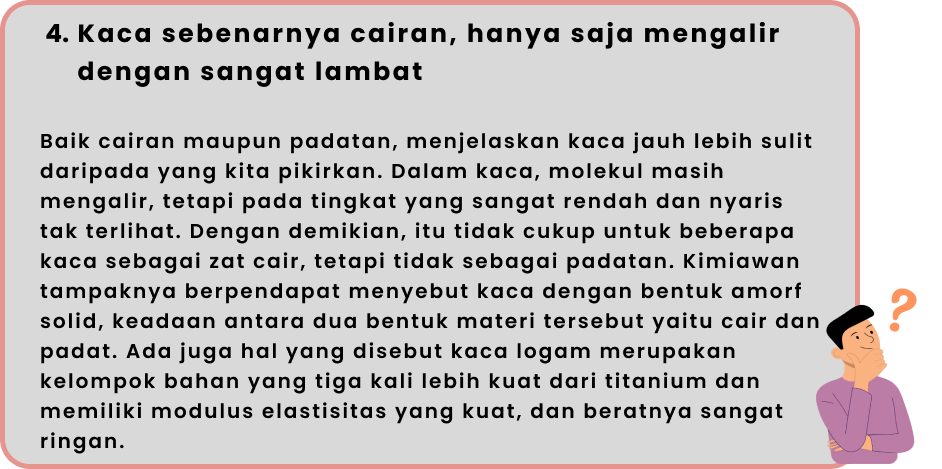 4. Kaca sebenarnya cairan, hanya saja mengalir
dengan sangat lambat
Baik cairan maupun padatan, menjelaskan kaca jauh lebih sulit
daripada yang kita pikirkan. Dalam kaca, molekul masih
mengalir, tetapi pada tingkat yang sangat rendah dan nyaris
tak terlihat. Dengan demikian, itu tidak cukup untuk beberapa
kaca sebagai zat cair, tetapi tidak sebagai padatan. Kimiawan
tampaknya berpendapat menyebut kaca dengan bentuk amorf
solid, keadaan antara dua bentuk materi tersebut yaitu cair dan
padat. Ada juga hal yang disebut kaca logam merupakan
kelompok bahan yang tiga kali lebih kuat dari titanium dan
memiliki modulus elastisitas yang kuat, dan beratnya sangat
ringan.
?